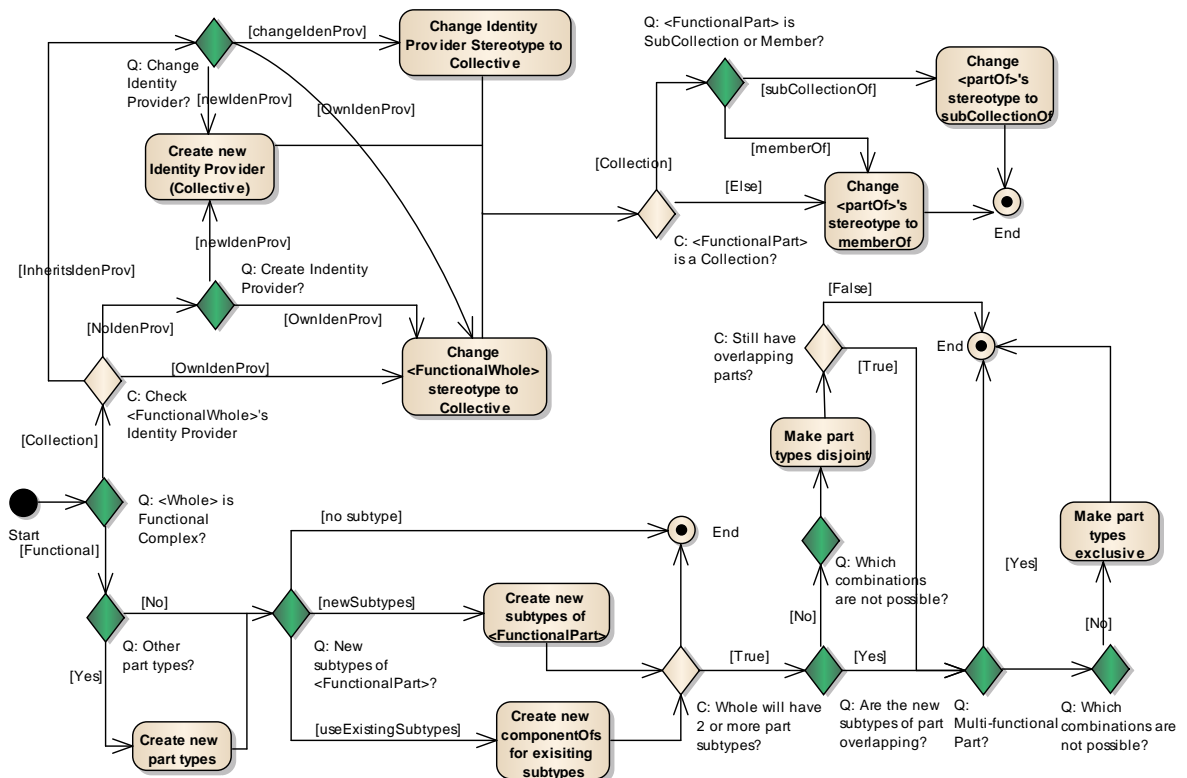 [changeIdenProv]
Change Identity
Provider Stereotype to
Collective
Q: Change
Identity
Provider?
[newIdenProv]
[OwnIdenProv]
Create new
Identity Provider
(Collective)
[newIdenProv]
[InheritsIdenProv]
Q: Create Indentity
Provider?
[NoIdenProv]
[OwnIdenProv]
[OwnIdenProv]
Change
<FunctionalWhole>
stereotype to
Collective
C: Check
<FunctionalWhole>'s
Identity Provider
[Collection]
Q: <FunctionalPart> is
SubCollection or Member?
[subCollectionOf]
Change
<partOf>'s
stereotype to
subCollectionOf
[memberOf]
[Collection]
[Else]
Change
<partOf>'s
stereotype to
memberOf
End
C: <FunctionalPart>
is a Collection?
[False]
C: Still have
overlapping
parts?
[True]
End
Make part
types disjoint
Start
Q: <Whole> is
Functional
Complex?
[Functional]
[no subtype]
End
Q: Which
combinations
are not possible?
[Yes]
Make part
types
exclusive
[No]
Q: Other
part types?
[Yes]
Create new
part types
[newSubtypes]
Create new
subtypes of
<FunctionalPart>
Q: New
subtypes of
<FunctionalPart>?
[useExistingSubtypes]
Create new
componentOfs
for exisiting
subtypes
[True]
C: Whole will have
2 or more part
subtypes?
[No]
[Yes]
Q: Are the new
subtypes of part
overlapping?
Q:
Multi-functional
Part?
[No]
Q: Which
combinations are
not possible?